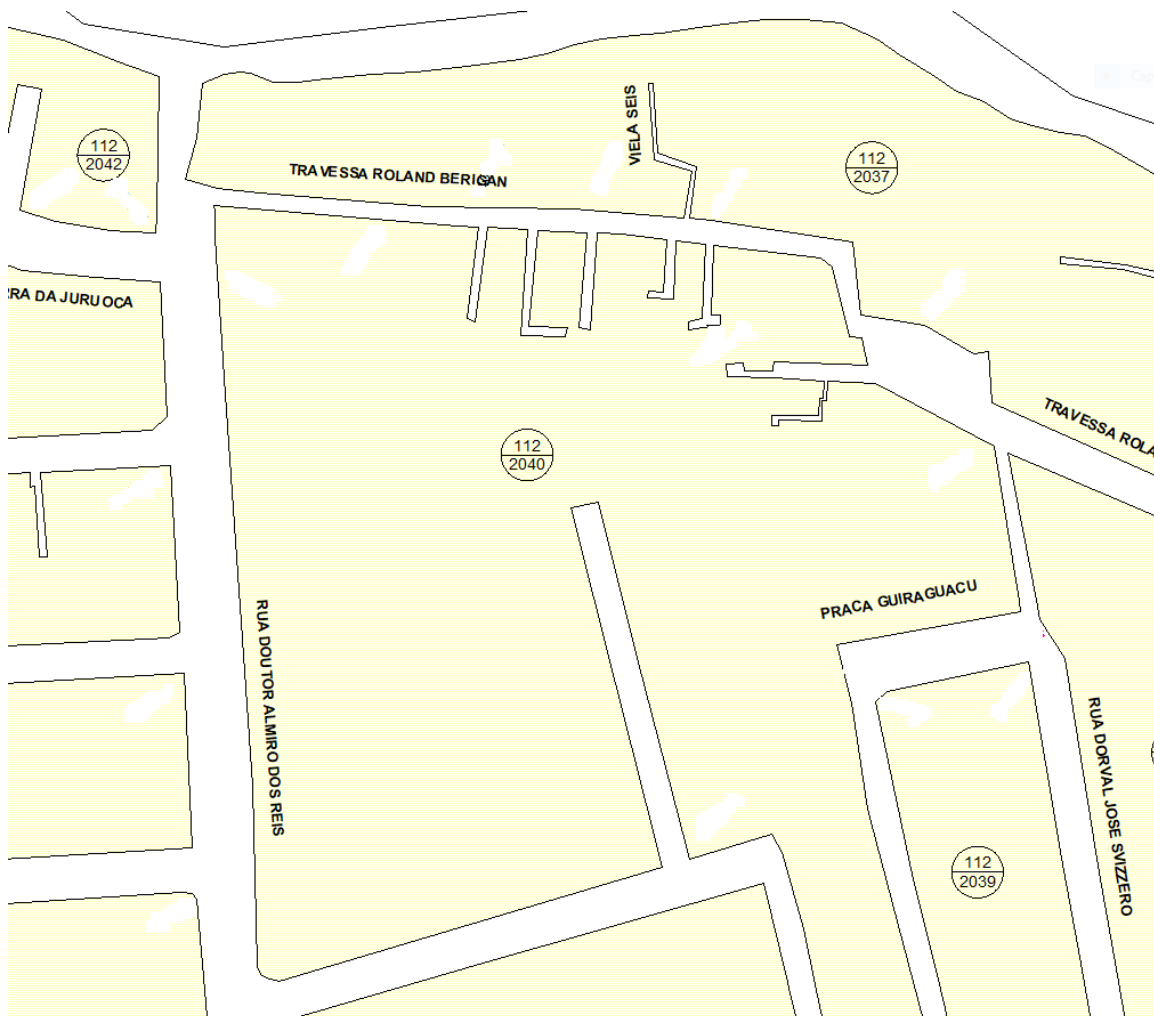 VIELA SEIS
112
2042
112
2037
TRAVESSA ROLAND BERIGAN
RRA DA JURUOCA
TRAVESSA ROLA
112
2040
PRACA GUIRAGUACU
RUA DOUTOR ALMIRO DOS REIS
RUA DORVAL JOSE SVIZZERO
112
2039